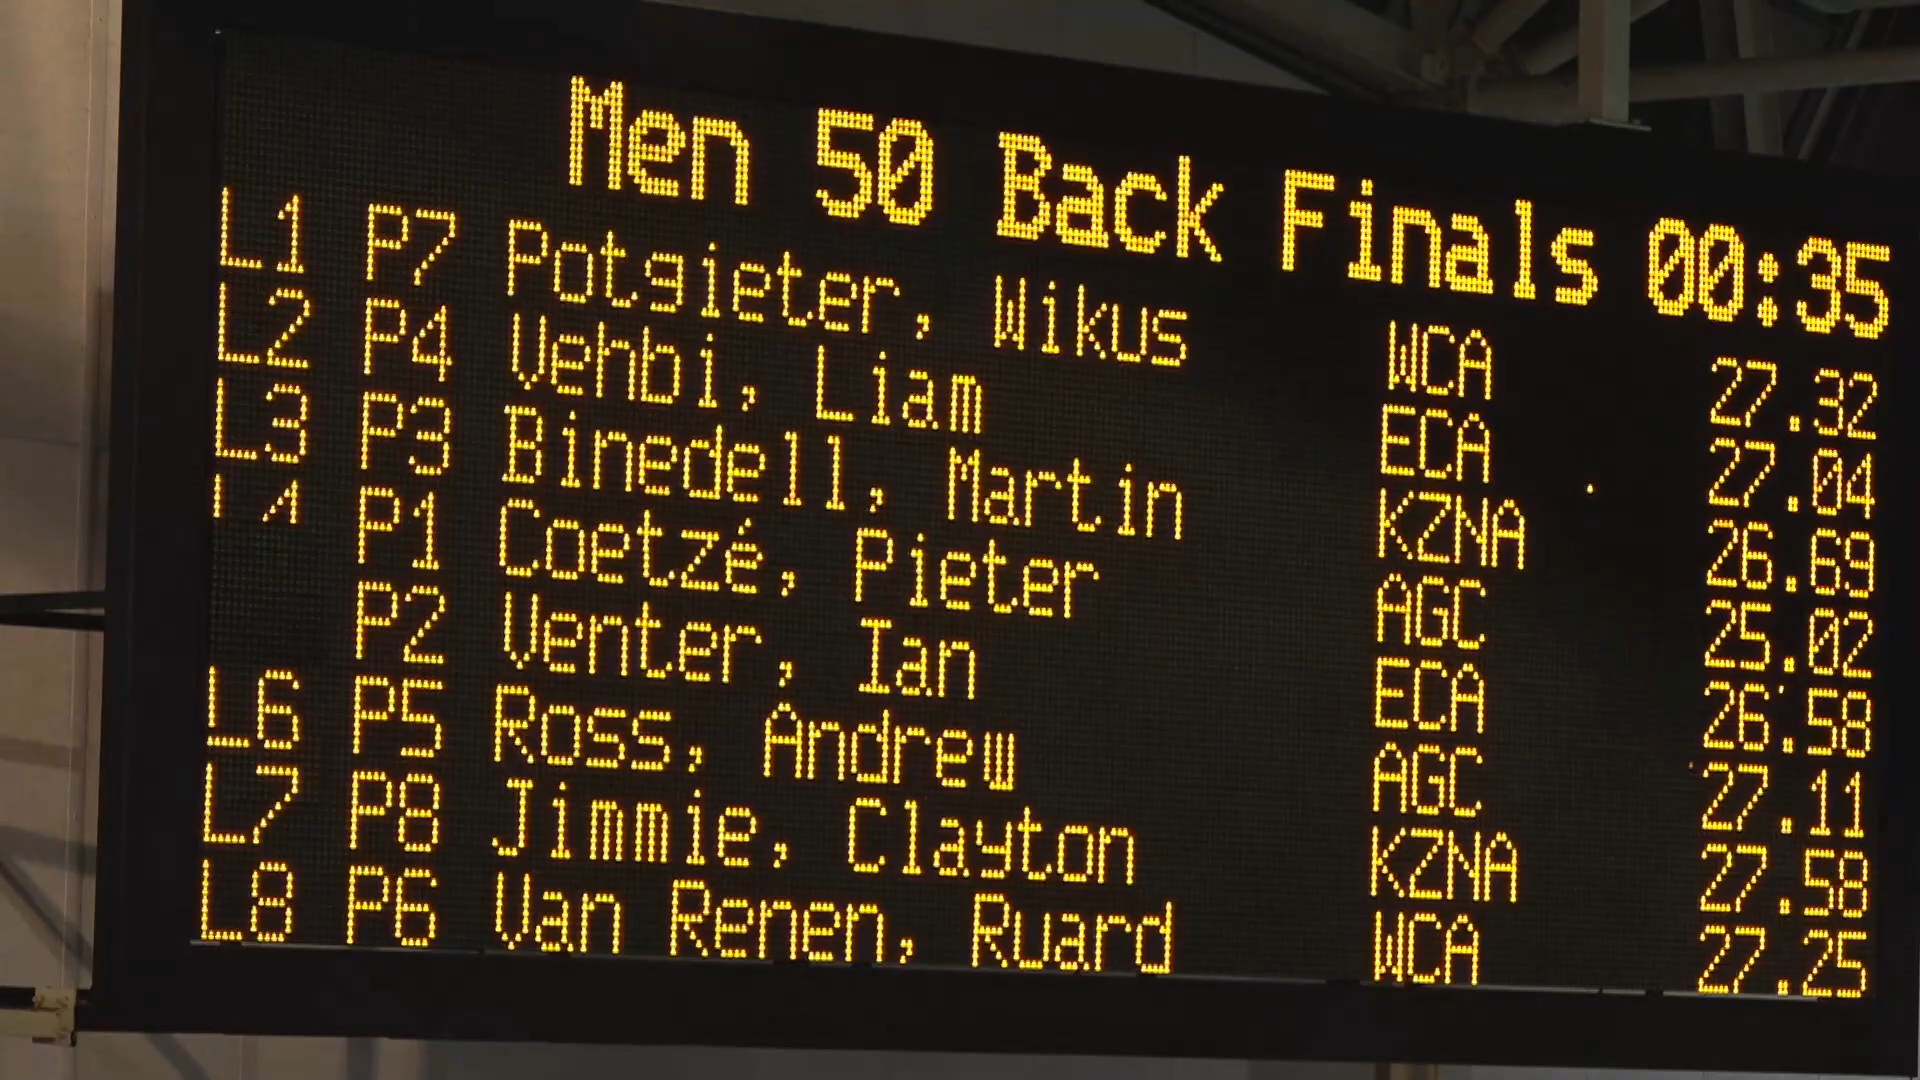 Men 50 Back Finals 00:35
L1 P7 Potgieter, Wikus WCA 27.32
L2 P4 Vehbi, Liam ECA 27.04
L3 P3 Binedell, Martin KZNA 26.69
L4 P1 Coetzé, Pieter AGC 25.02
P2 Venter, Ian ECA 26.58
L6 P5 Ross, Andrew AGC 27.11
L7 P8 Jimmie, Clayton KZNA 27.58
L8 P6 Van Renen, Ruard WCA 27.25